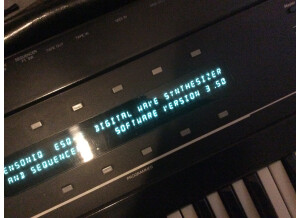 ENSONIQ ESQ DIGITAL WAVE SYNTHESIZER
AND SEQUENCE SOFTWARE VERSION 3.50